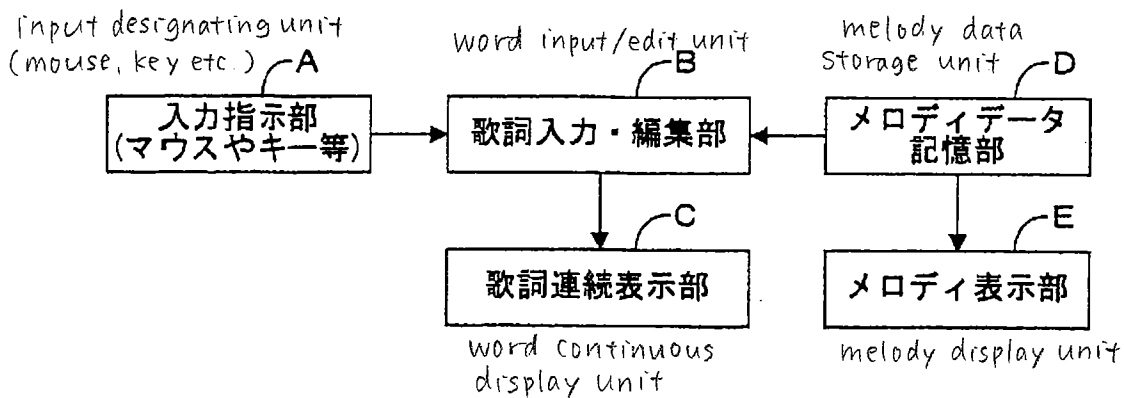 input designating unit
(mouse, key etc.)
A
入力指示部
(マウスやキー等)
word input/edit unit
B
歌詞入力・編集部
melody data
storage unit
D
メロディデータ
記憶部
C
歌詞連続表示部
word continuous
display unit
E
メロディ表示部
melody display unit